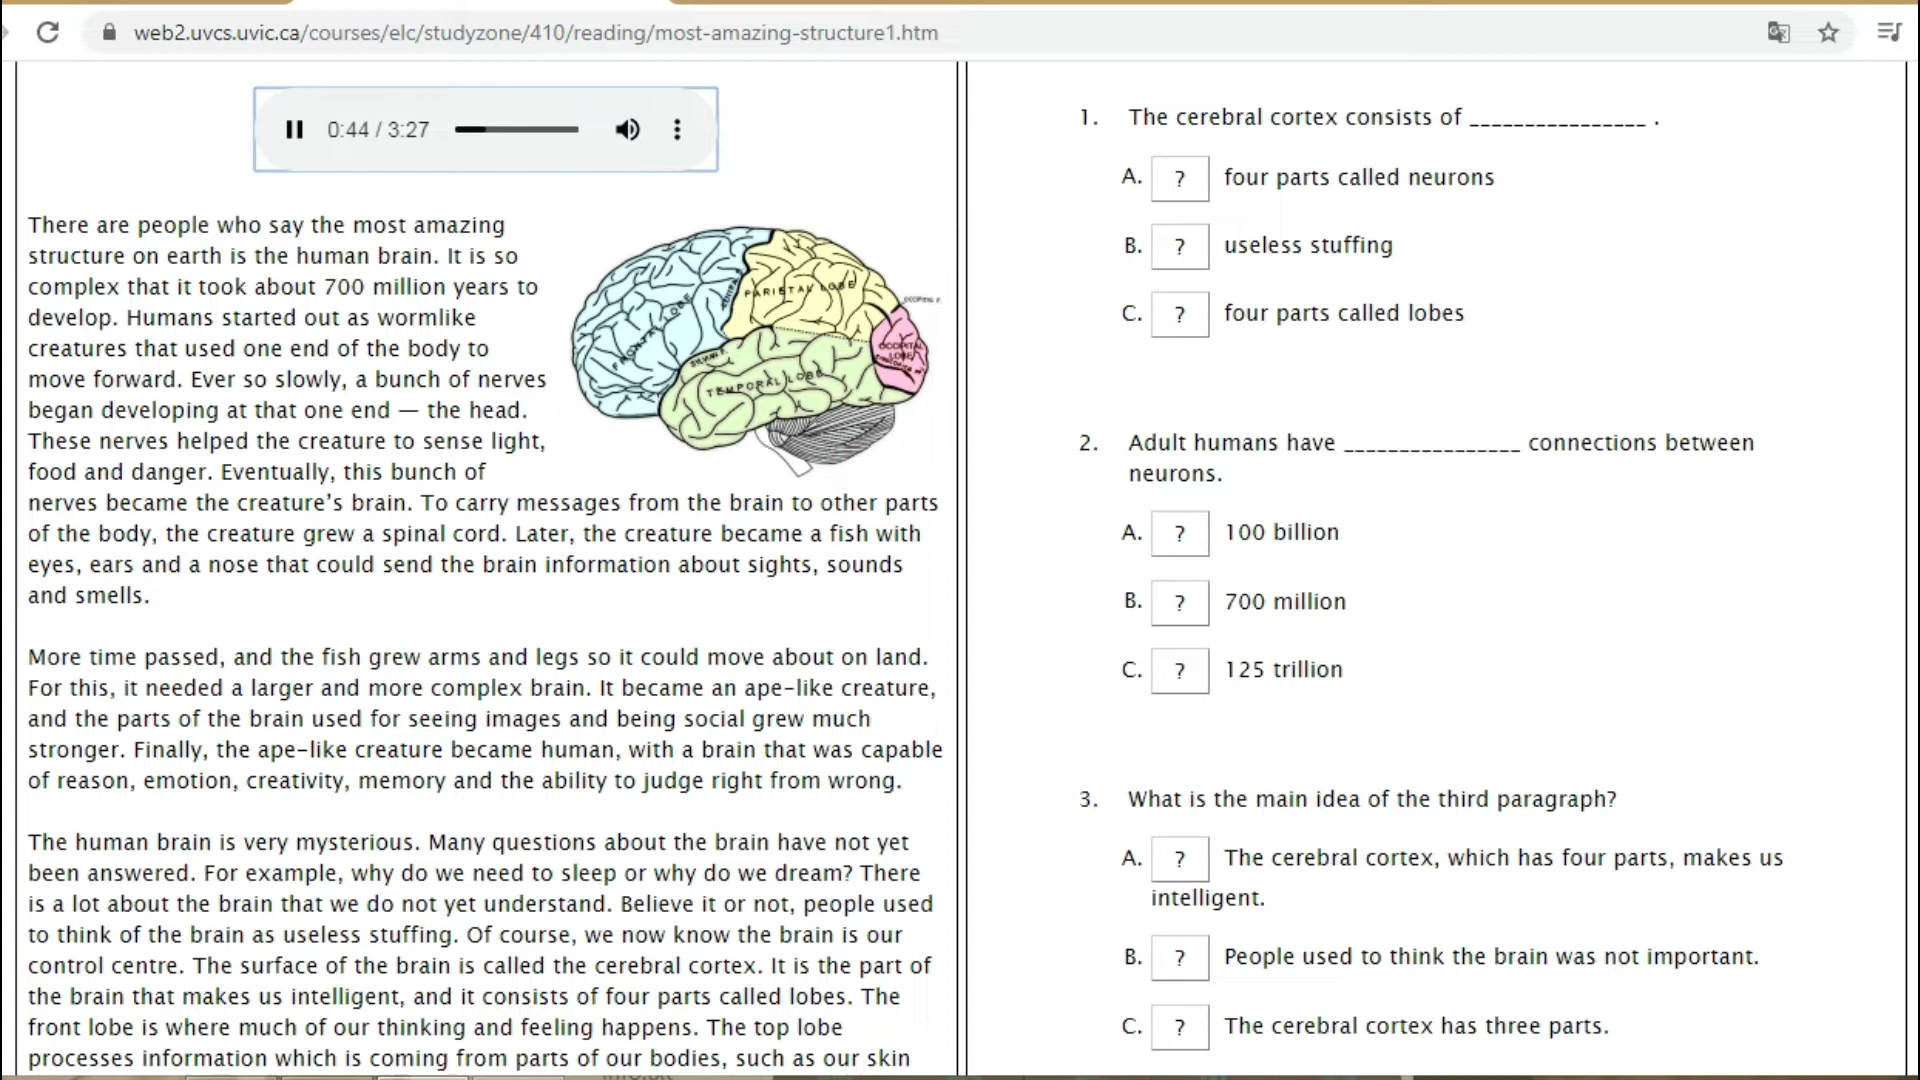 web2.uvcs.uvic.ca/courses/elc/studyzone/410/reading/most-amazing-structure1.htm
0:44 / 3:27
There are people who say the most amazing
structure on earth is the human brain. It is so
complex that it took about 700 million years to
develop. Humans started out as wormlike
creatures that used one end of the body to
move forward. Ever so slowly, a bunch of nerves
began developing at that one end — the head.
These nerves helped the creature to sense light,
food and danger. Eventually, this bunch of
nerves became the creature's brain. To carry messages from the brain to other parts
of the body, the creature grew a spinal cord. Later, the creature became a fish with
eyes, ears and a nose that could send the brain information about sights, sounds
and smells.
FRONTAL LOBE
PARIETAL LOBE
TEMPORAL LOBE
OCCIPITAL
LOBE
More time passed, and the fish grew arms and legs so it could move about on land.
For this, it needed a larger and more complex brain. It became an ape-like creature,
and the parts of the brain used for seeing images and being social grew much
stronger. Finally, the ape-like creature became human, with a brain that was capable
of reason, emotion, creativity, memory and the ability to judge right from wrong.
The human brain is very mysterious. Many questions about the brain have not yet
been answered. For example, why do we need to sleep or why do we dream? There
is a lot about the brain that we do not yet understand. Believe it or not, people used
to think of the brain as useless stuffing. Of course, we now know the brain is our
control centre. The surface of the brain is called the cerebral cortex. It is the part of
the brain that makes us intelligent, and it consists of four parts called lobes. The
front lobe is where much of our thinking and feeling happens. The top lobe
processes information which is coming from parts of our bodies, such as our skin
1. The cerebral cortex consists of ________________ .
A. ? four parts called neurons
B. ? useless stuffing
C. ? four parts called lobes
2. Adult humans have ________________ connections between
neurons.
A. ? 100 billion
B. ? 700 million
C. ? 125 trillion
3. What is the main idea of the third paragraph?
A. ? The cerebral cortex, which has four parts, makes us
intelligent.
B. ? People used to think the brain was not important.
C. ? The cerebral cortex has three parts.